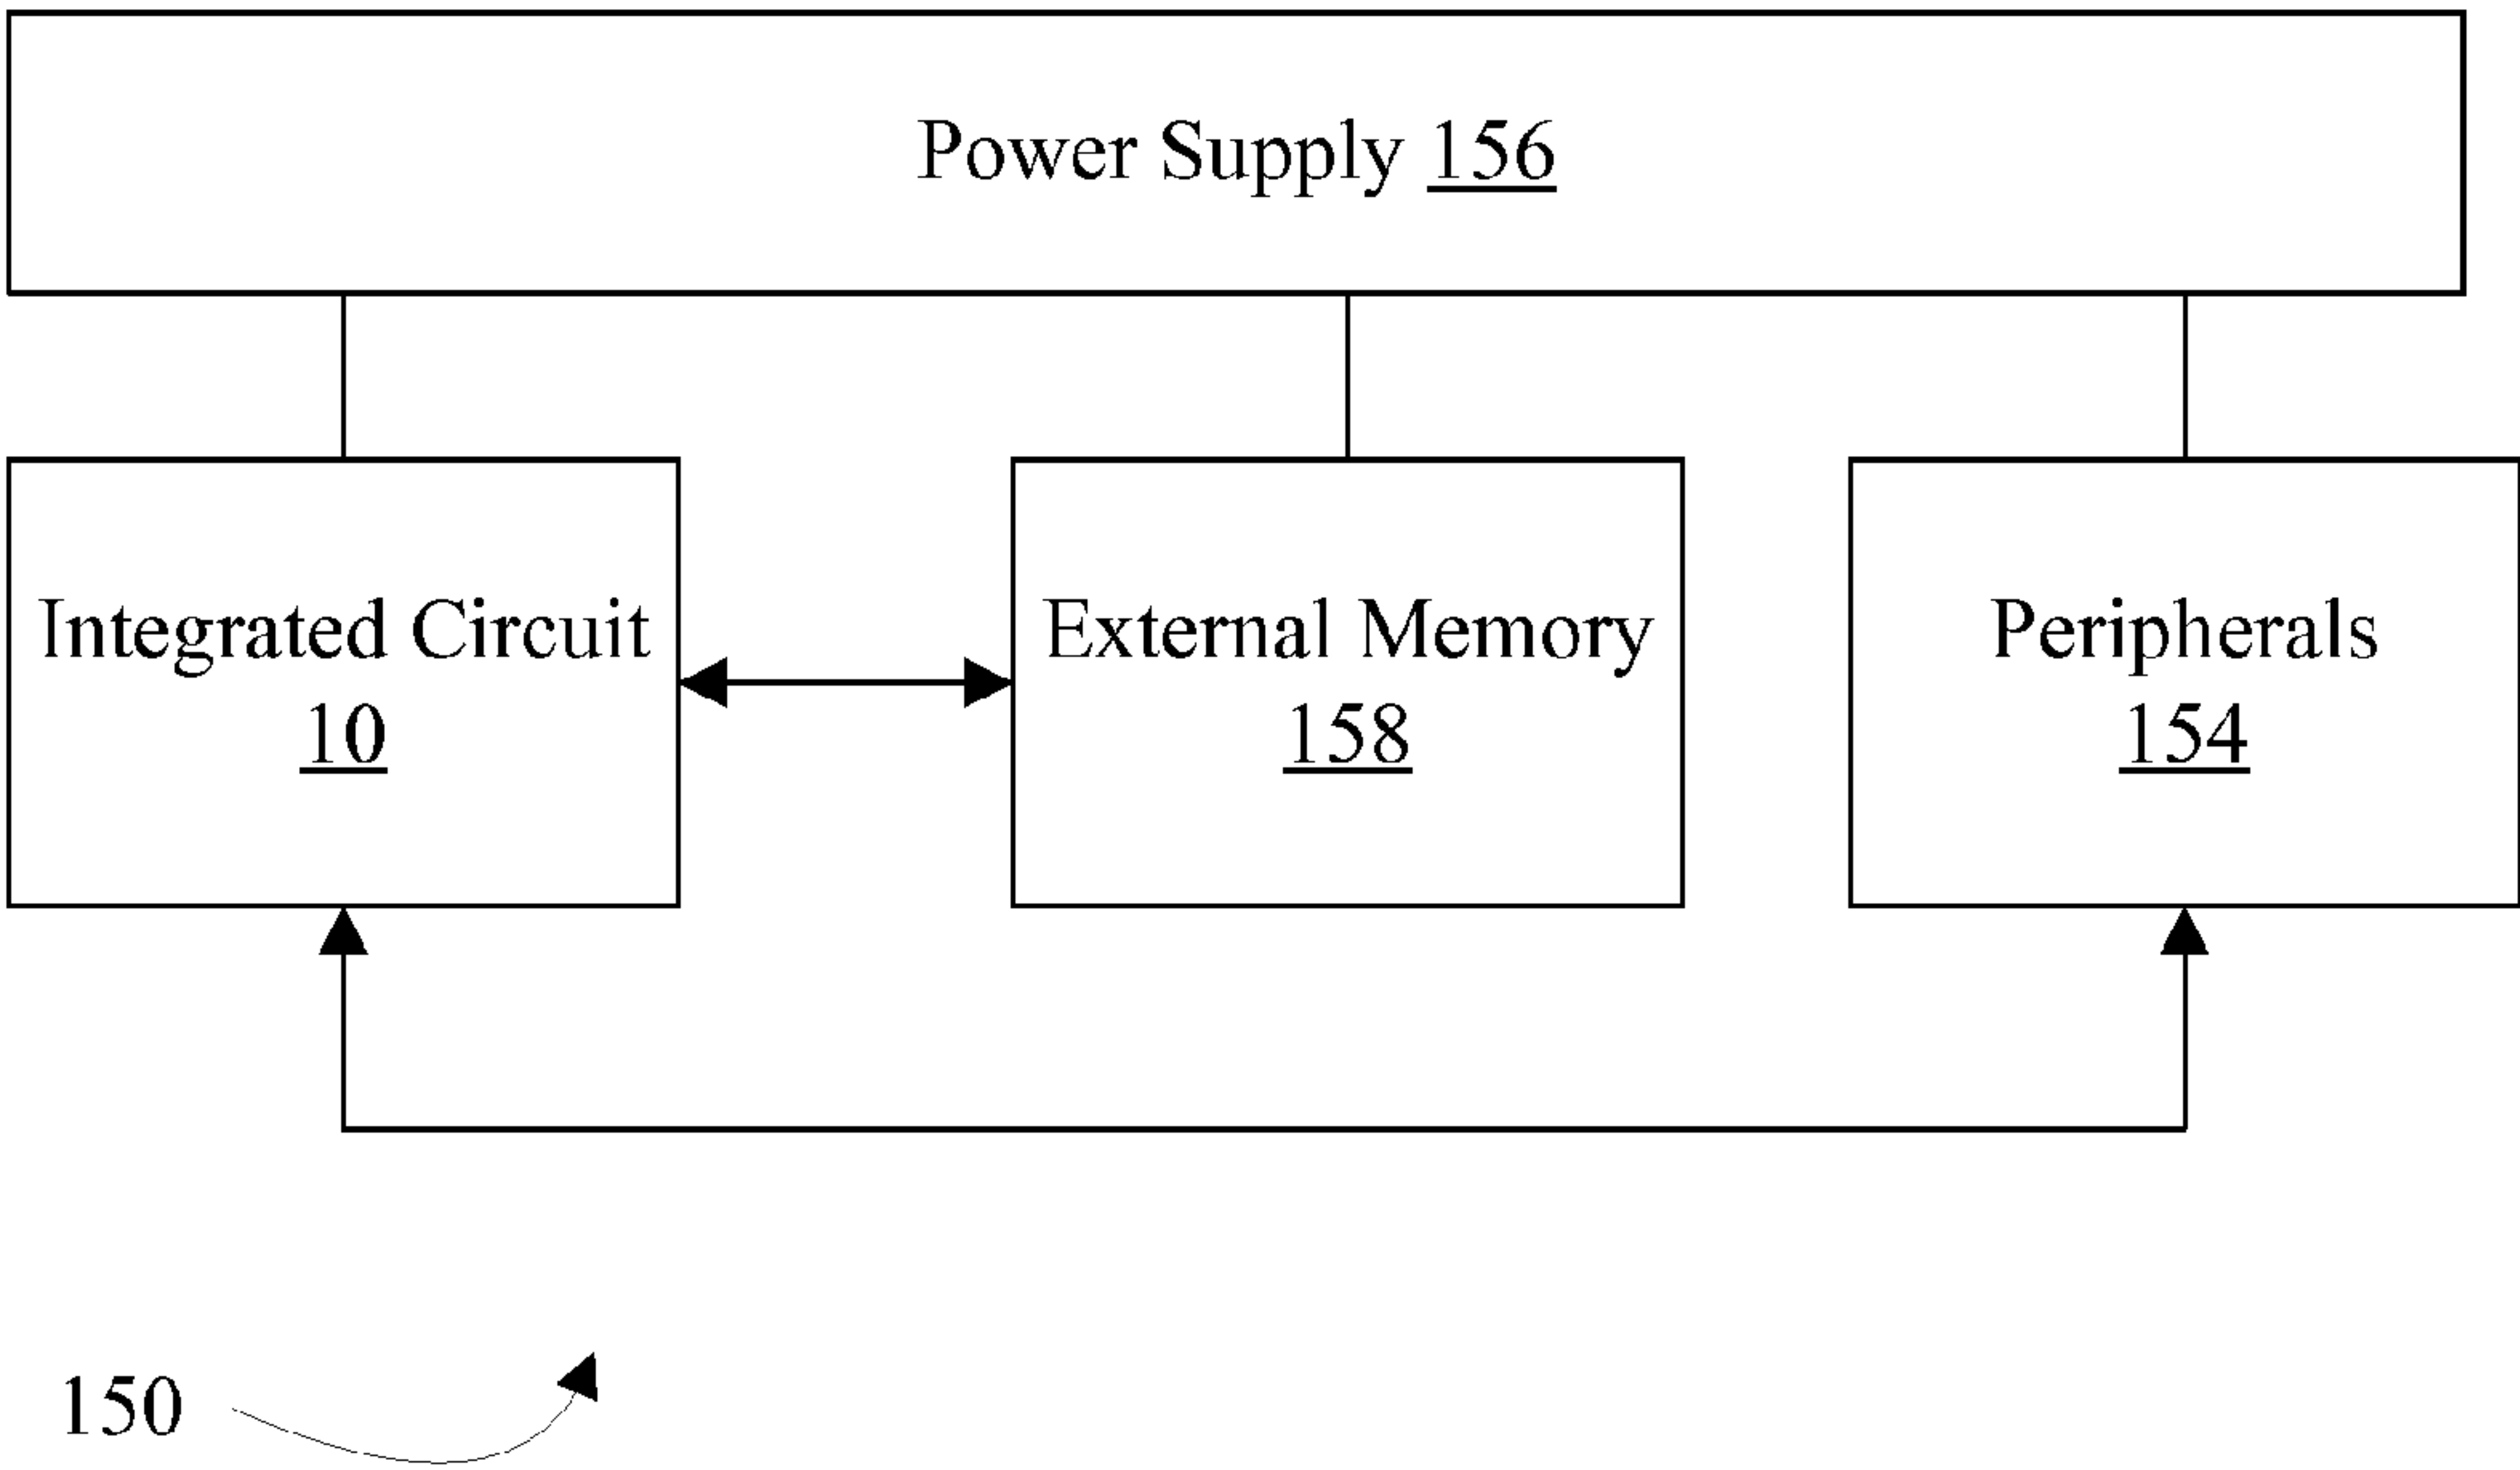 Power Supply 156
Integrated Circuit
10
External Memory
158
Peripherals
154
150